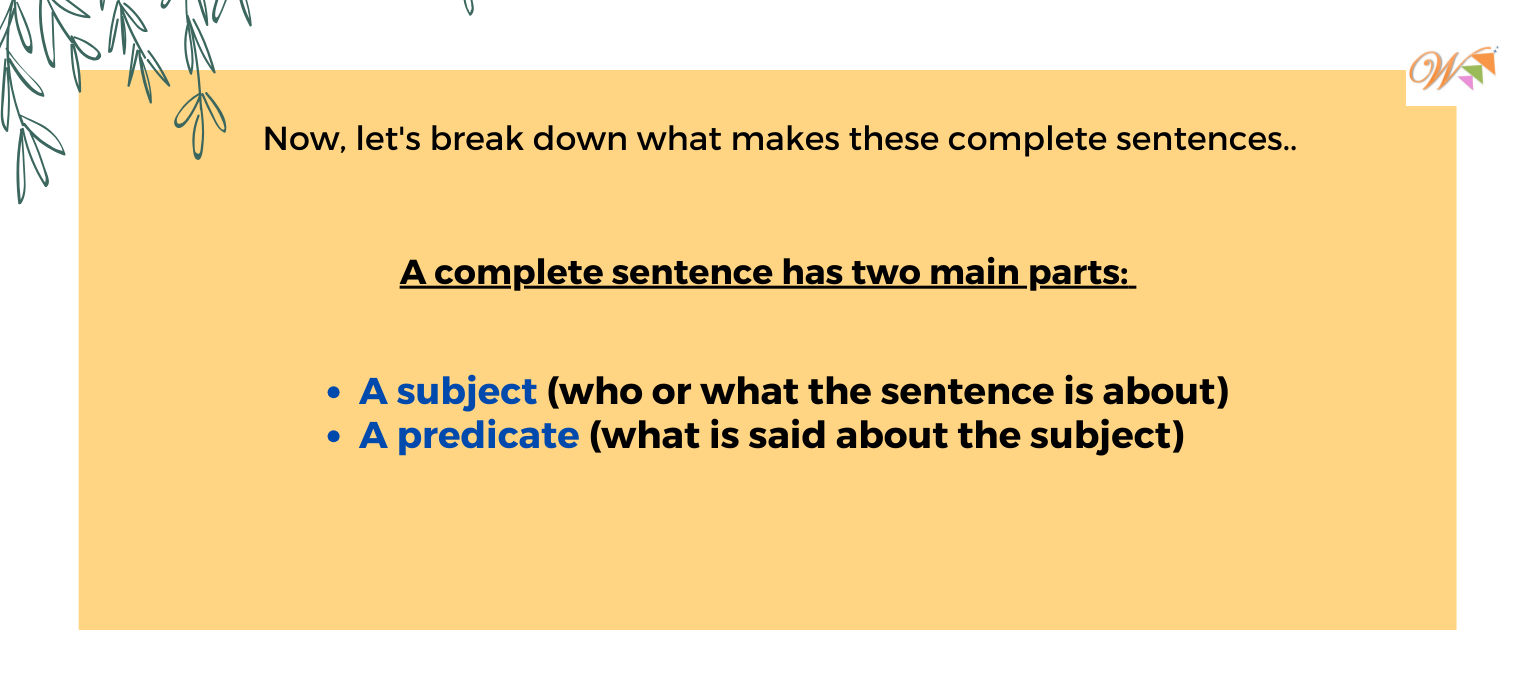 W
Now, let's break down what makes these complete sentences..
A complete sentence has two main parts:
• A subject (who or what the sentence is about)
• A predicate (what is said about the subject)